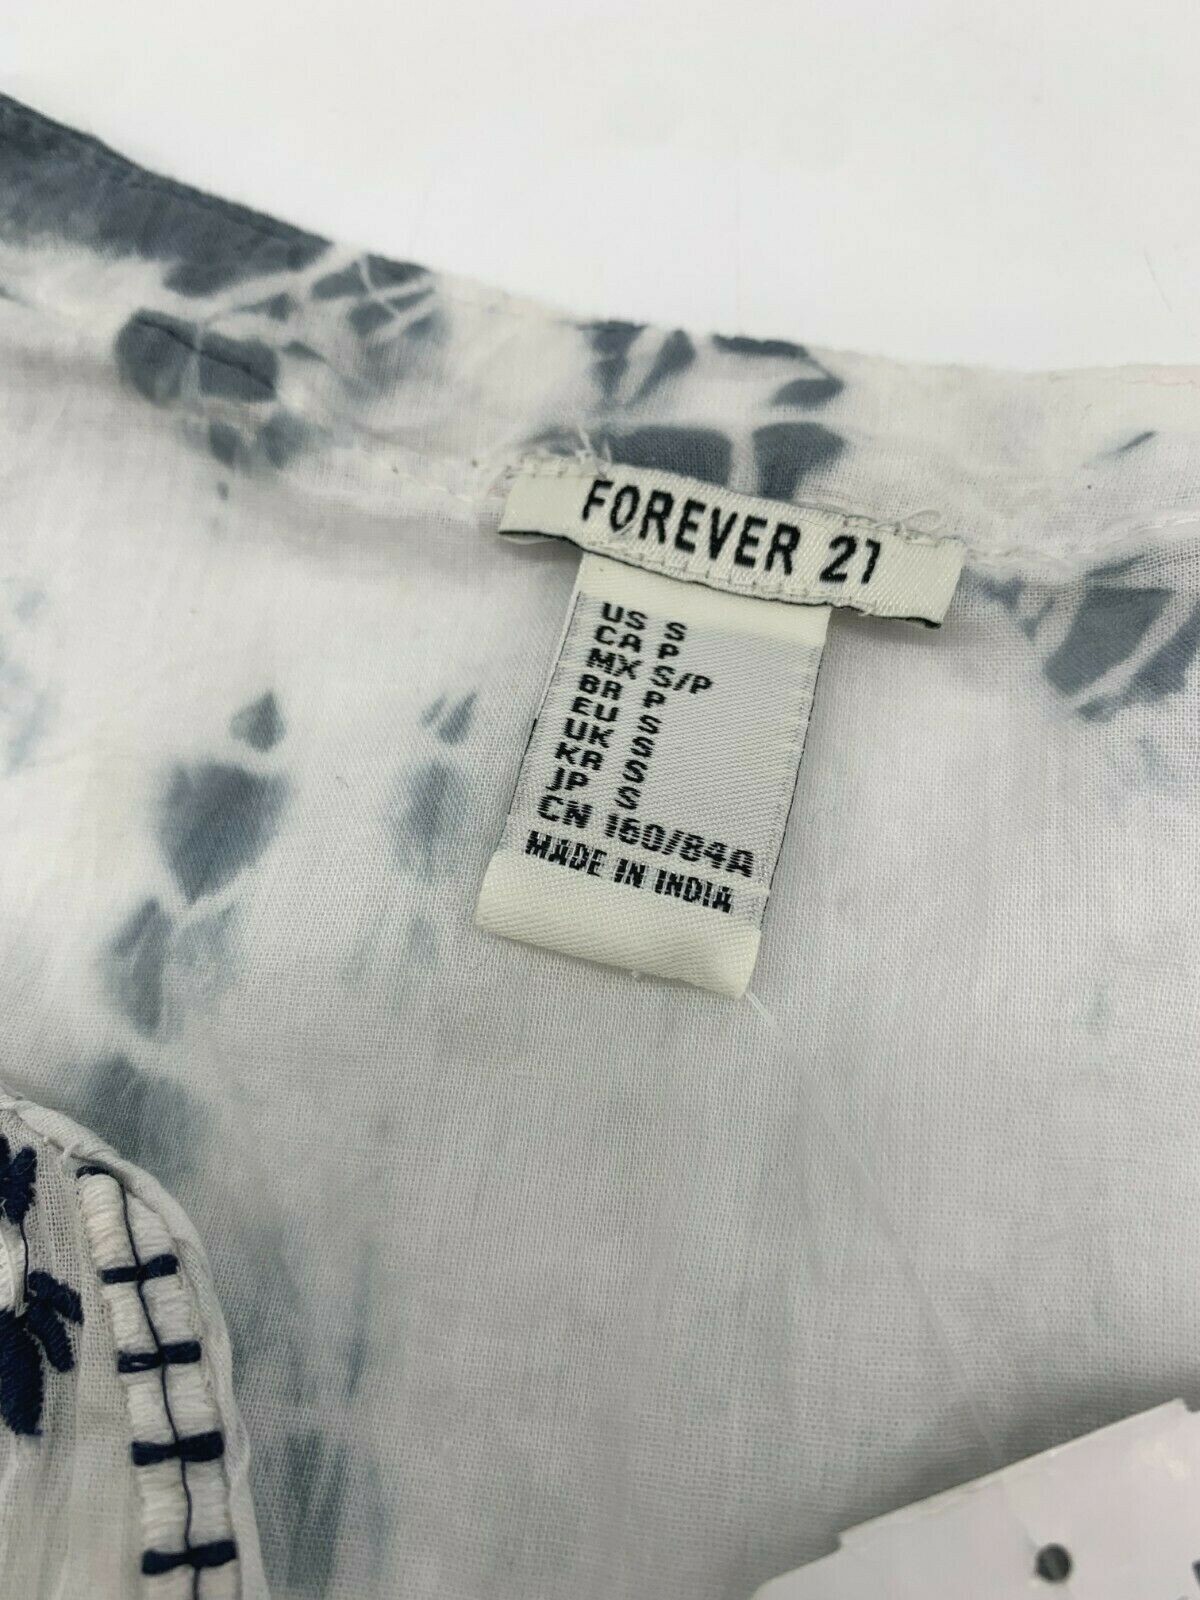 FOREVER 21
US S
CA P
MX S/P
BR P
EU S
UK S
KR S
JP S
CN 160/84A
MADE IN INDIA